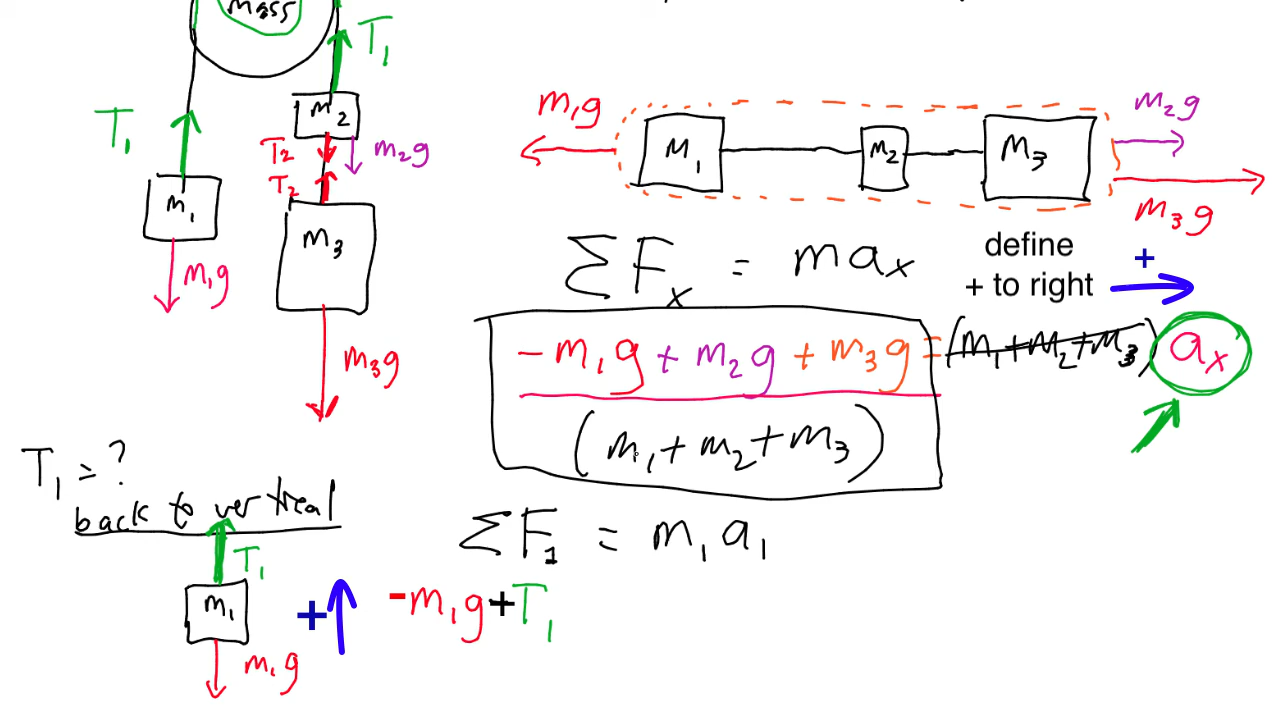 mass
T₁
T₁
m₂
T₂
m₂g
T₂
m₁
m₃
m₁g
m₃g
m₁g
m₂g
M₁
m₂
M₃
m₃g
ΣFₓ = maₓ
define
+ to right
+
-m₁g + m₂g + m₃g = (m₁+m₂+m₃) aₓ
(m₁ + m₂ + m₃)
T₁ = ?
back to vertical
ΣF₁ = m₁a₁
T₁
m₁
+
-m₁g+T₁
m₁g